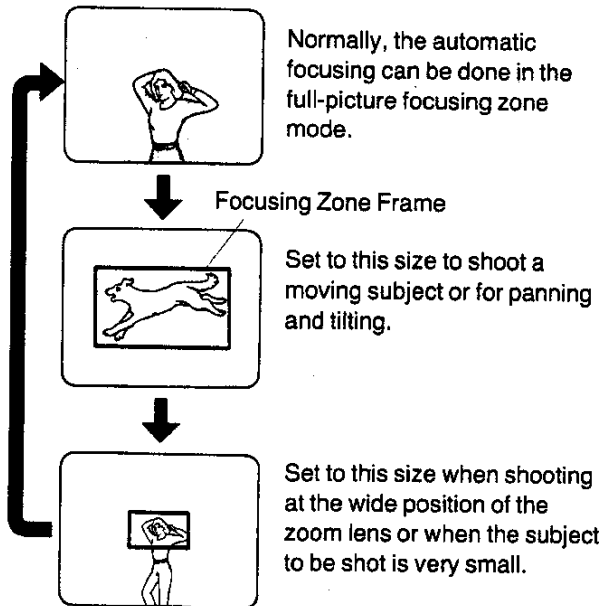 Normally, the automatic
focusing can be done in the
full-picture focusing zone
mode.
Focusing Zone Frame
Set to this size to shoot a
moving subject or for panning
and tilting.
Set to this size when shooting
at the wide position of the
zoom lens or when the subject
to be shot is very small.